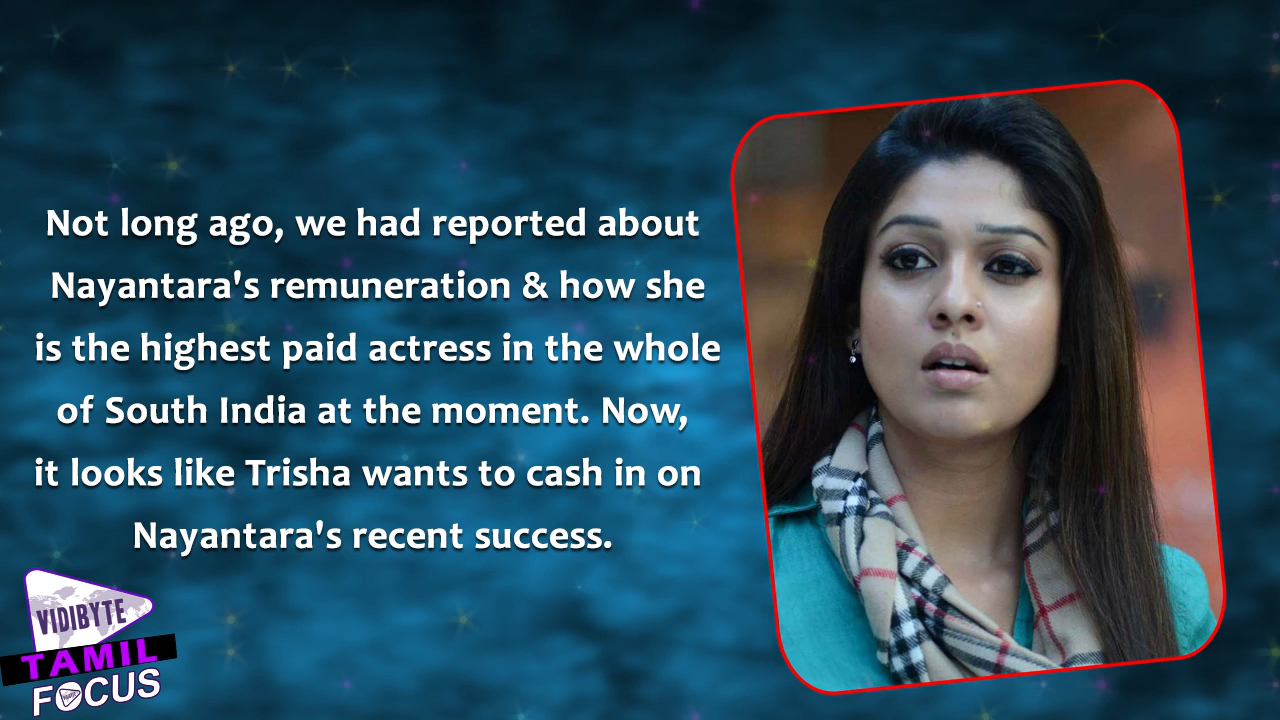 Not long ago, we had reported about
Nayantara's remuneration & how she
is the highest paid actress in the whole
of South India at the moment. Now,
it looks like Trisha wants to cash in on
Nayantara's recent success.
VIDIBYTE
TAMIL
FOCUS